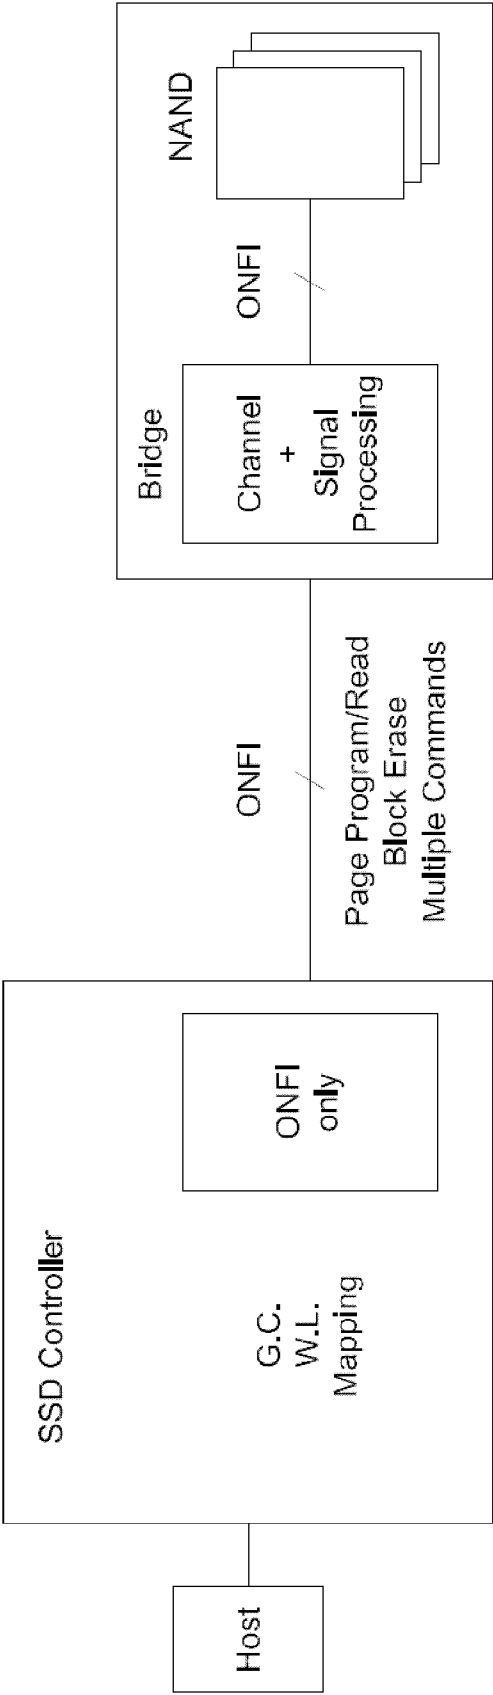 Host
SSD Controller
G.C.
W.L.
Mapping
ONFI
only
ONFI
Page Program/Read
Block Erase
Multiple Commands
Bridge
Channel
+
Signal
Processing
ONFI
NAND